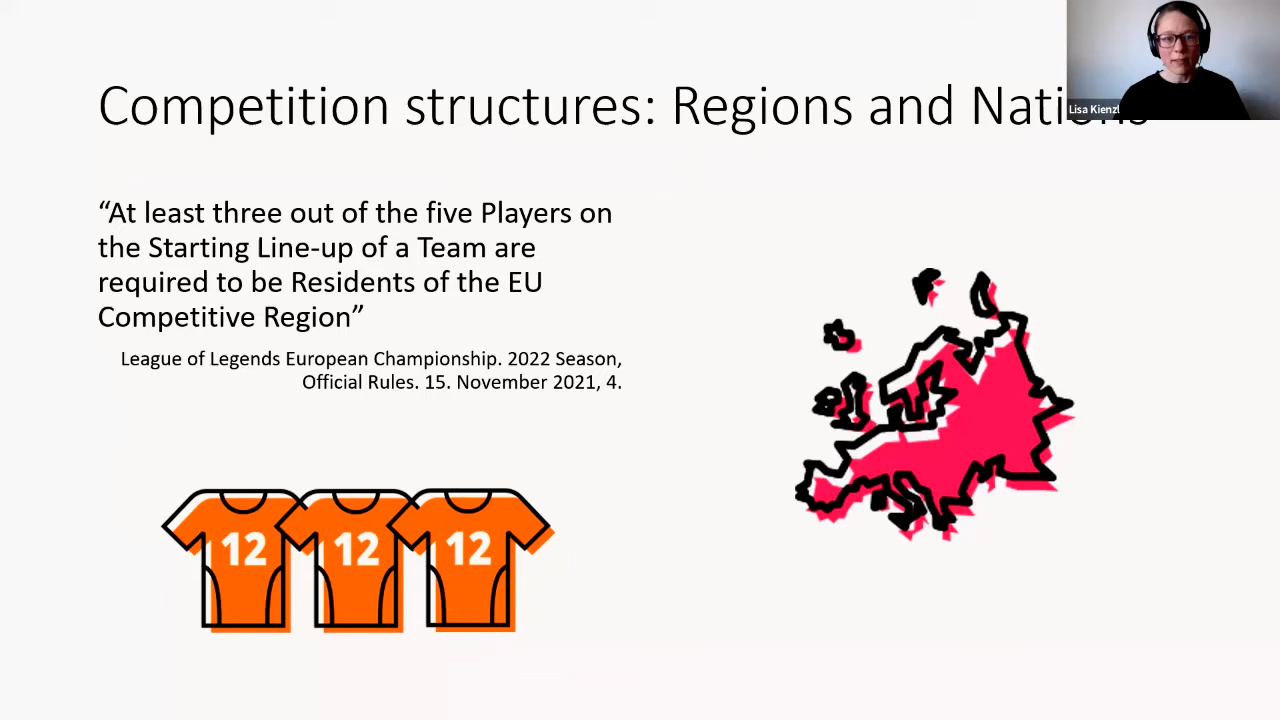 Competition structures: Regions and Nations
Lisa Kienzl
“At least three out of the five Players on
the Starting Line-up of a Team are
required to be Residents of the EU
Competitive Region”
League of Legends European Championship. 2022 Season,
Official Rules. 15. November 2021, 4.
12 12 12